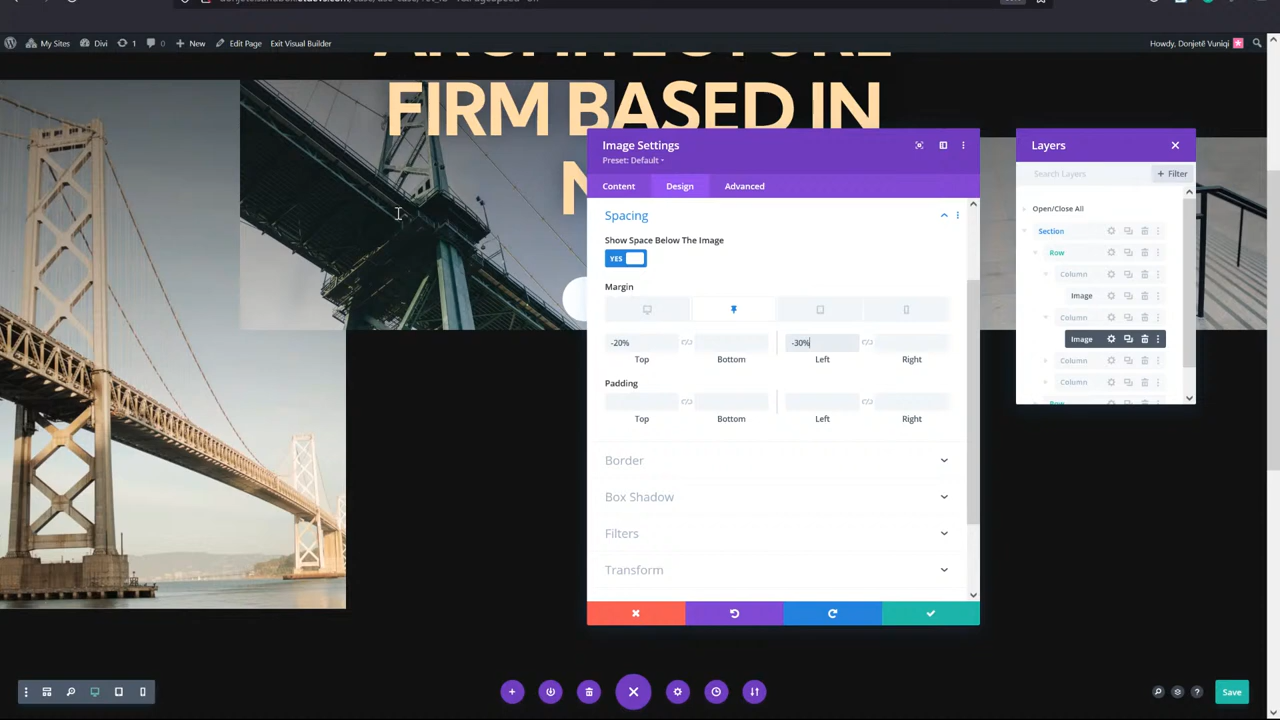 My Sites
Divi
1
0
New
Edit Page
Exit Visual Builder
Howdy, Donjetë Vuniqi
ARCHITECTURE
FIRM BASED IN
N
Image Settings
Preset: Default
Content
Design
Advanced
Spacing
Show Space Below The Image
YES
Margin
-20%
-30%
Top
Bottom
Left
Right
Padding
Top
Bottom
Left
Right
Border
Box Shadow
Filters
Transform
Layers
Search Layers
+ Filter
Open/Close All
Section
Row
Column
Image
Column
Image
Column
Column
Row
Save